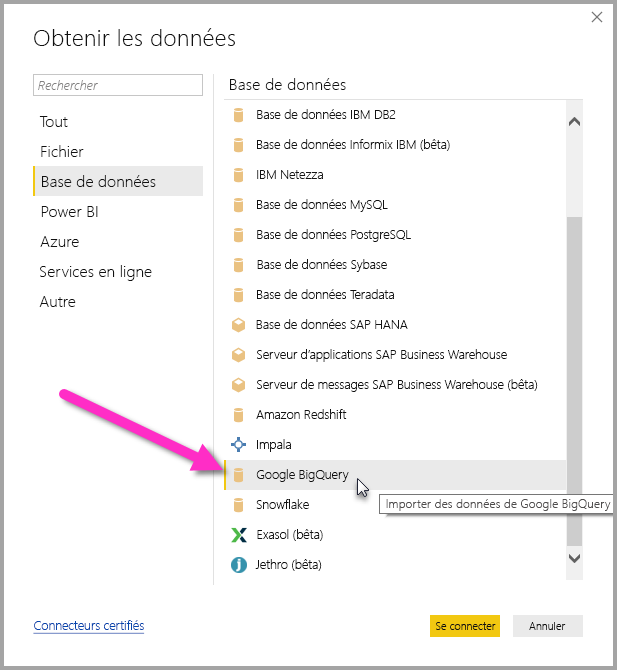 Obtenir les données
Rechercher
Tout
Fichier
Base de données
Power BI
Azure
Services en ligne
Autre
Base de données
Base de données IBM DB2
Base de données Informix IBM (bêta)
IBM Netezza
Base de données MySQL
Base de données PostgreSQL
Base de données Sybase
Base de données Teradata
Base de données SAP HANA
Serveur d'applications SAP Business Warehouse
Serveur de messages SAP Business Warehouse (bêta)
Amazon Redshift
Impala
Google BigQuery
Importer des données de Google BigQuery
Snowflake
Exasol (bêta)
Jethro (bêta)
Connecteurs certifiés
Se connecter
Annuler